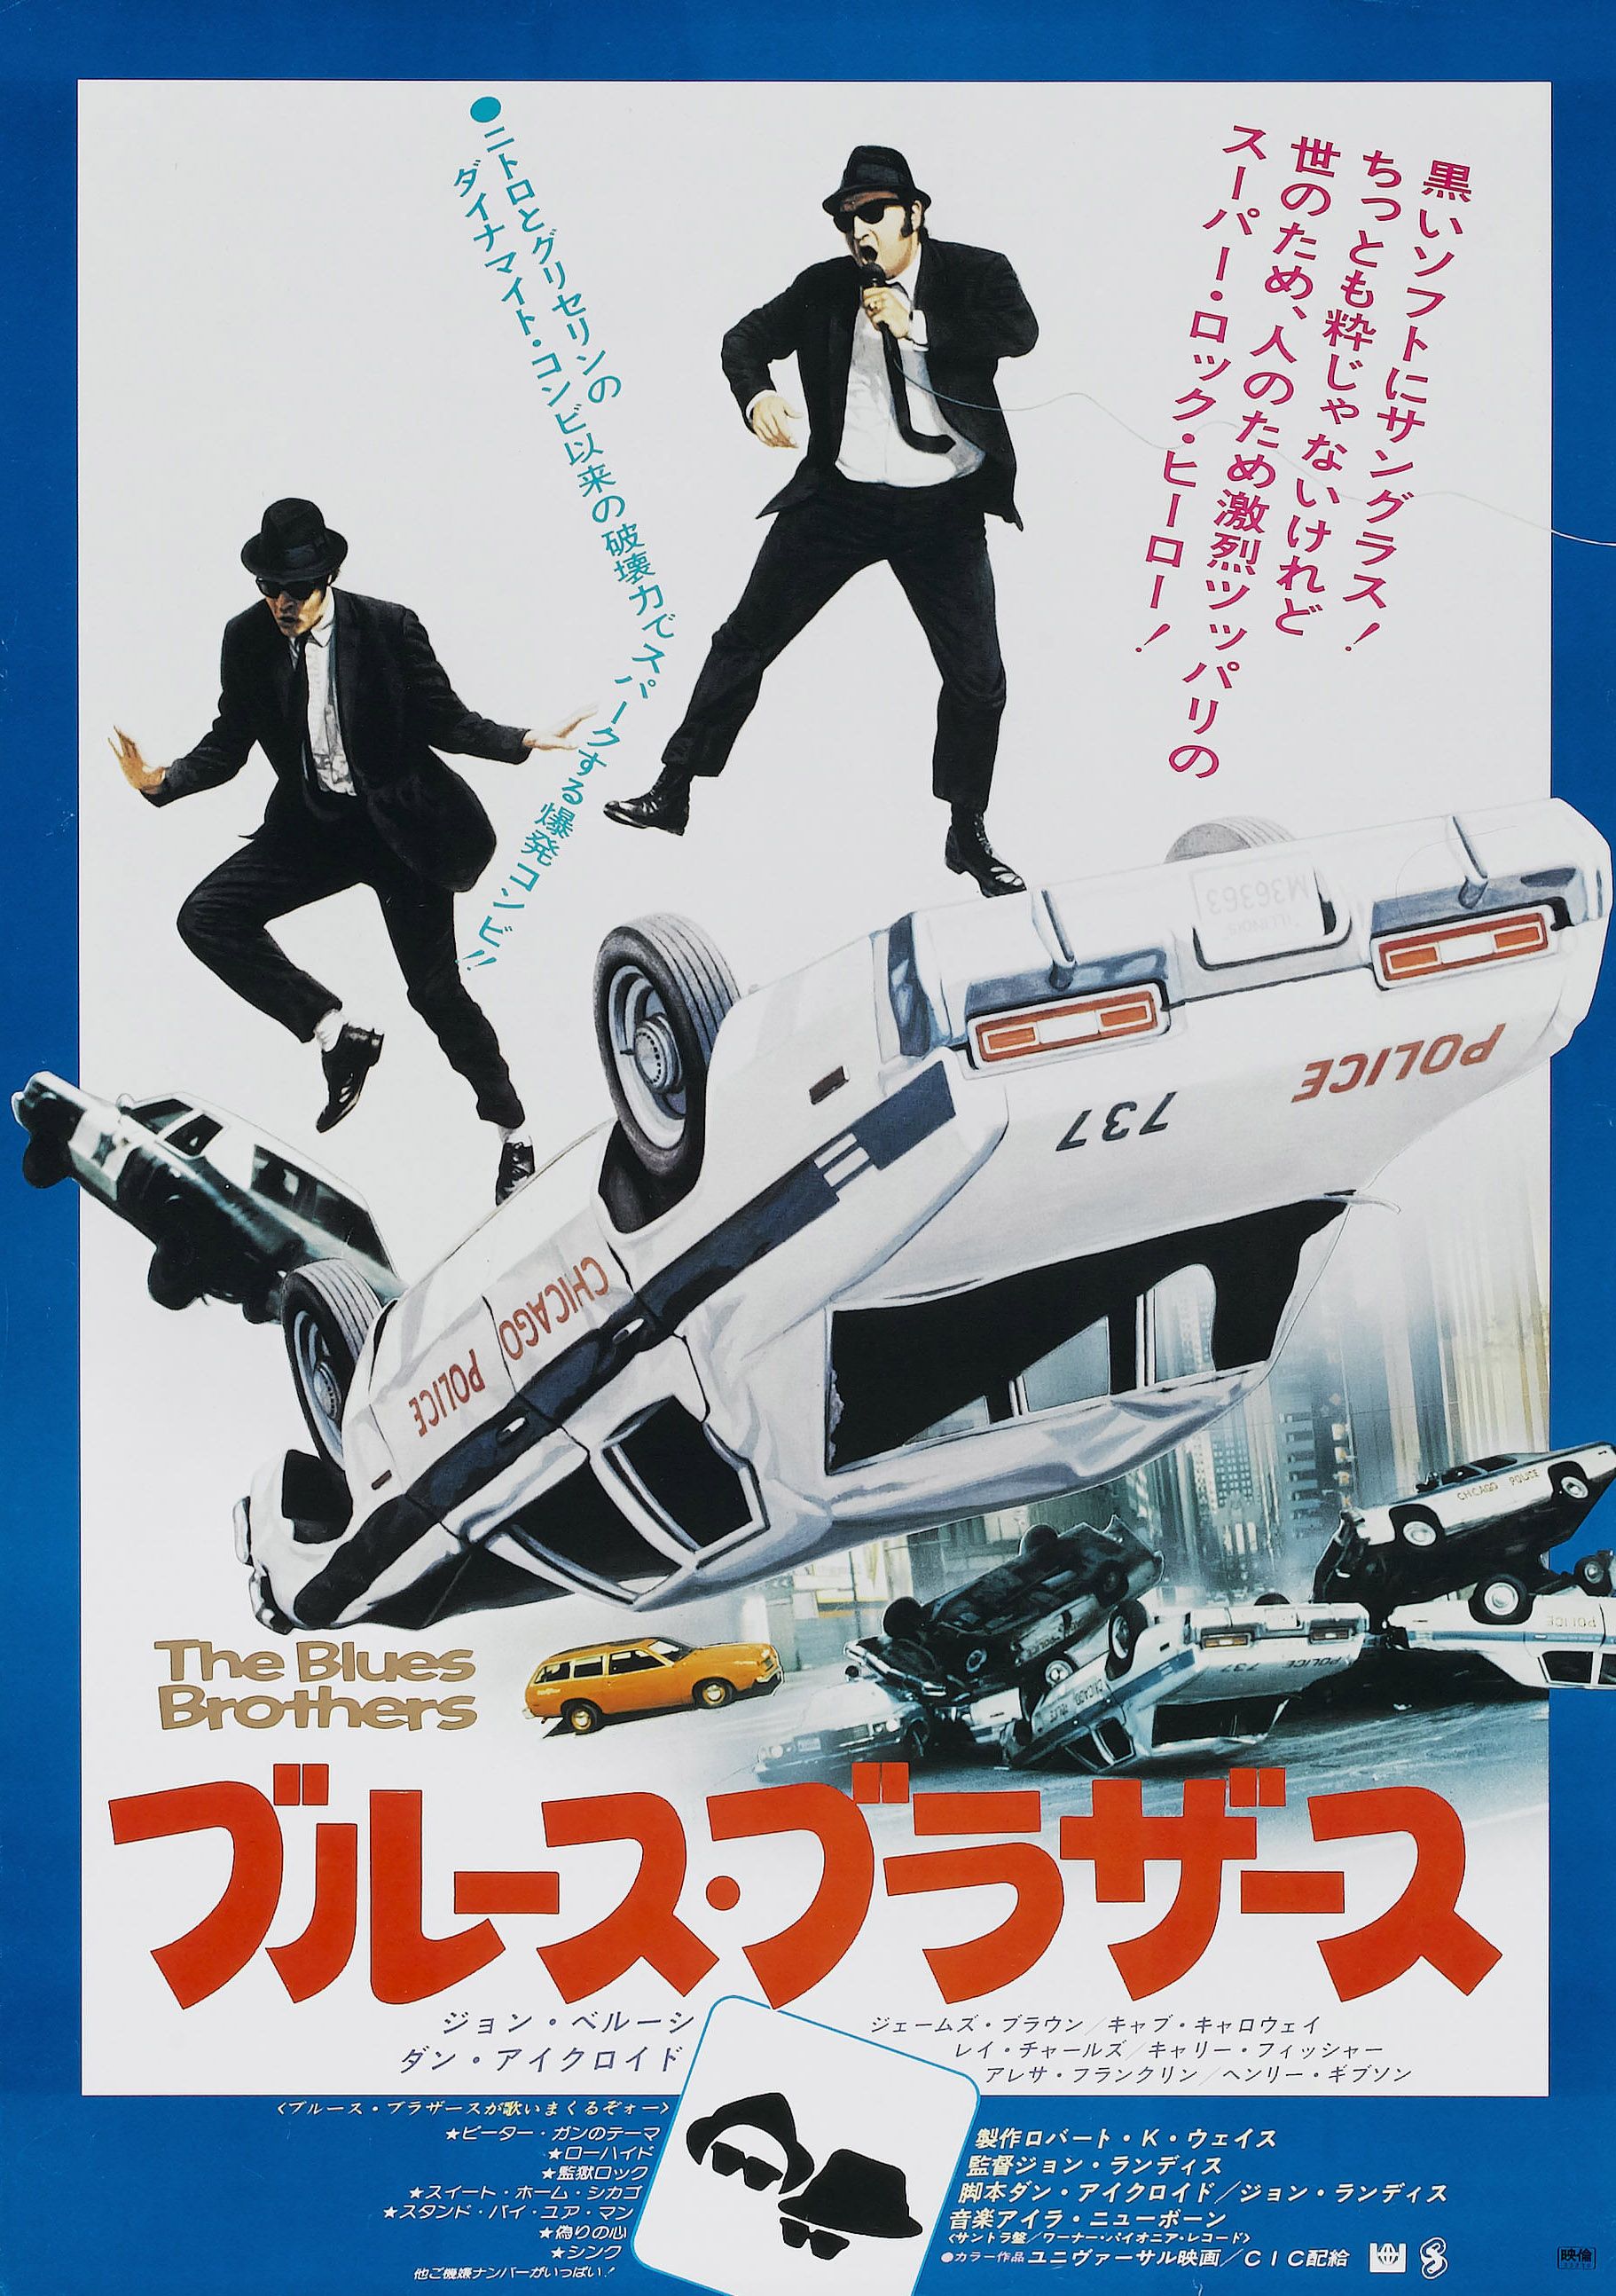 黒いソフトにサングラス!
ちっとも粋じゃないけれど
世のため、人のため激烈ツッパリの
スーパー・ロック・ヒーロー!
●ニトロとグリセリンの
ダイナマイト・コンビ以来の破壊力でスパークする爆発コンビ!!
ILLINOIS
M36363
POLICE
737
CHICAGO POLICE
CHICAGO POLICE
POLICE
737
POLICE
CHICAGO
The Blues
Brothers
ブルース・ブラザース
ジョン・ベルーシ
ダン・アイクロイド
ジェームズ・ブラウン/キャブ・キャロウェイ
レイ・チャールズ/キャリー・フィッシャー
アレサ・フランクリン/ヘンリー・ギブソン
〈ブルース・ブラザースが歌いまくるぞォー〉
★ピーター・ガンのテーマ
★ローハイド
★監獄ロック
★スイート・ホーム・シカゴ
★スタンド・バイ・ユア・マン
★偽りの心
★シンク
他ご機嫌ナンバーがいっぱい!
製作ロバート・K・ウェイス
監督ジョン・ランディス
脚本ダン・アイクロイド/ジョン・ランディス
音楽アイラ・ニューボーン
〈サントラ盤/ワーナー・パイオニア・レコード〉
●カラー作品 ユニヴァーサル映画/CIC配給
映倫